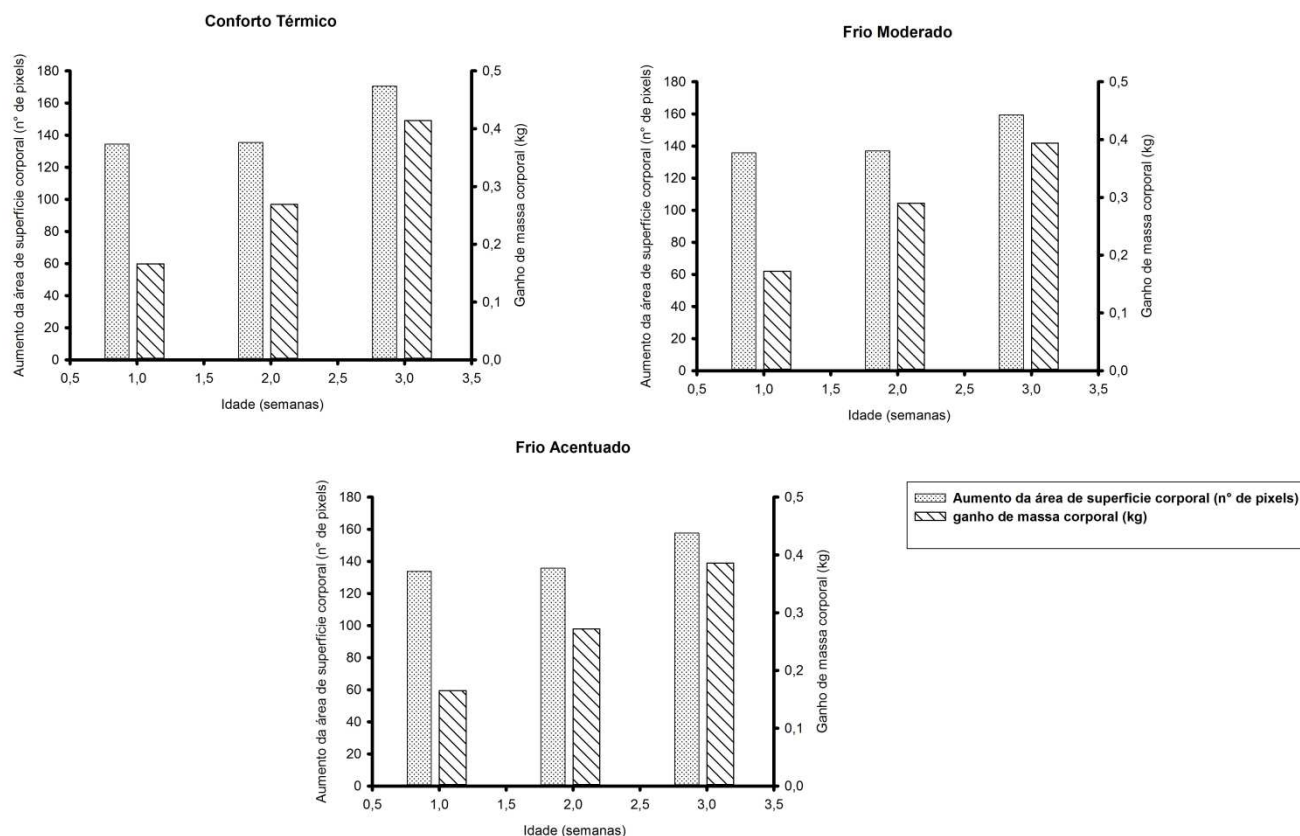 Conforto Térmico
Aumento da área de superfície corporal (n° de pixels)
180
160
140
120
100
80
60
40
20
0
0,5
0,4
0,3
0,2
0,1
0,0
Ganho de massa corporal (kg)
0,5 1,0 1,5 2,0 2,5 3,0 3,5
Idade (semanas)
Frio Moderado
Aumento da área de superfície corporal (n° de pixels)
180
160
140
120
100
80
60
40
20
0
0,5
0,4
0,3
0,2
0,1
0,0
Ganho de massa corporal (kg)
0,5 1,0 1,5 2,0 2,5 3,0 3,5
Idade (semanas)
Frio Acentuado
Aumento da área de superfície corporal (n° de pixels)
180
160
140
120
100
80
60
40
20
0
0,5
0,4
0,3
0,2
0,1
0,0
Ganho de massa corporal (kg)
0,5 1,0 1,5 2,0 2,5 3,0 3,5
Idade (semanas)
Aumento da área de superficie corporal (n° de pixels)
ganho de massa corporal (kg)